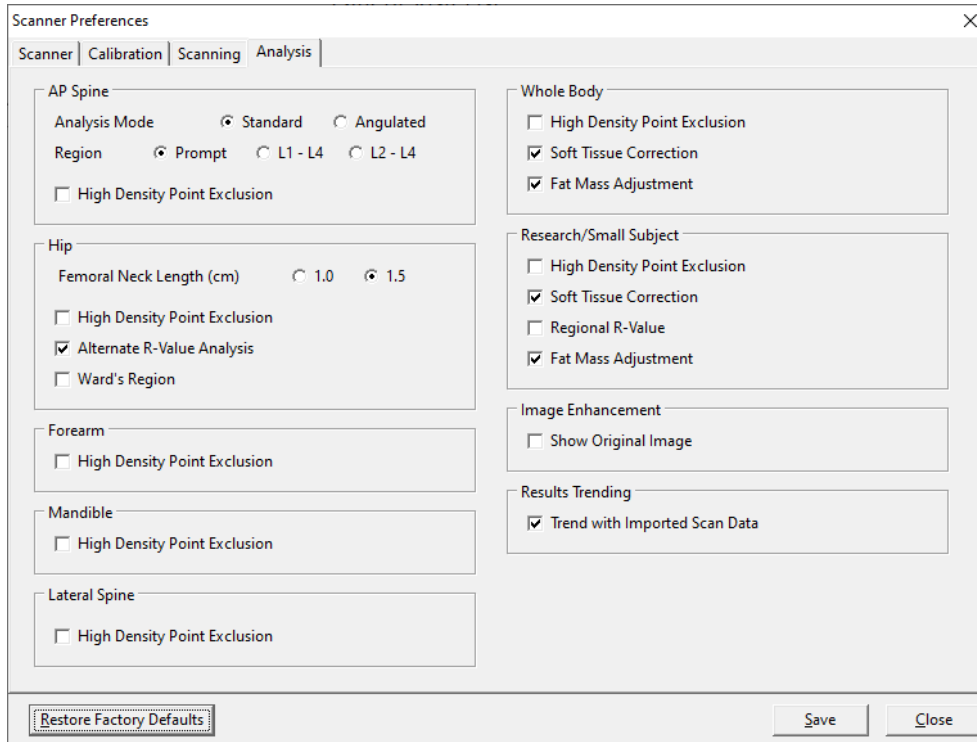 Scanner Preferences
Scanner Calibration Scanning Analysis
AP Spine
Analysis Mode Standard Angulated
Region Prompt L1 - L4 L2 - L4
High Density Point Exclusion
Hip
Femoral Neck Length (cm) 1.0 1.5
High Density Point Exclusion
Alternate R-Value Analysis
Ward's Region
Forearm
High Density Point Exclusion
Mandible
High Density Point Exclusion
Lateral Spine
High Density Point Exclusion
Whole Body
High Density Point Exclusion
Soft Tissue Correction
Fat Mass Adjustment
Research/Small Subject
High Density Point Exclusion
Soft Tissue Correction
Regional R-Value
Fat Mass Adjustment
Image Enhancement
Show Original Image
Results Trending
Trend with Imported Scan Data
Restore Factory Defaults Save Close